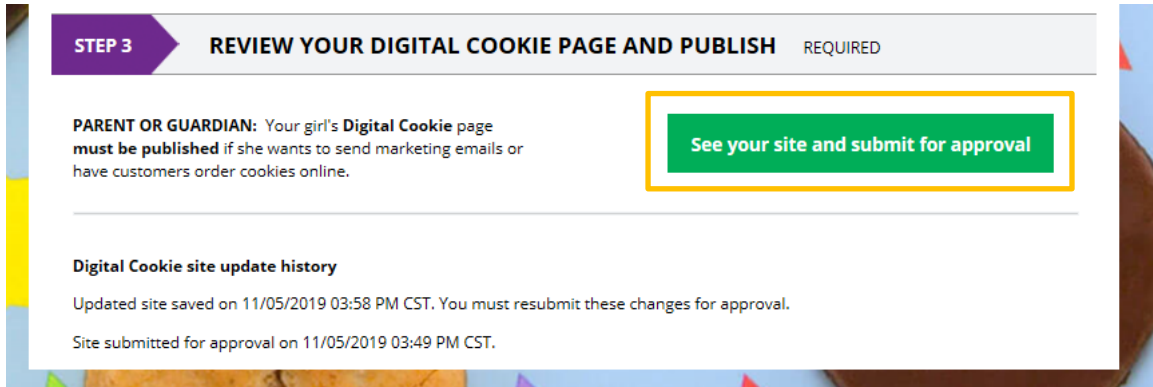 STEP 3 REVIEW YOUR DIGITAL COOKIE PAGE AND PUBLISH REQUIRED
PARENT OR GUARDIAN: Your girl's Digital Cookie page
must be published if she wants to send marketing emails or
have customers order cookies online.
See your site and submit for approval
Digital Cookie site update history
Updated site saved on 11/05/2019 03:58 PM CST. You must resubmit these changes for approval.
Site submitted for approval on 11/05/2019 03:49 PM CST.